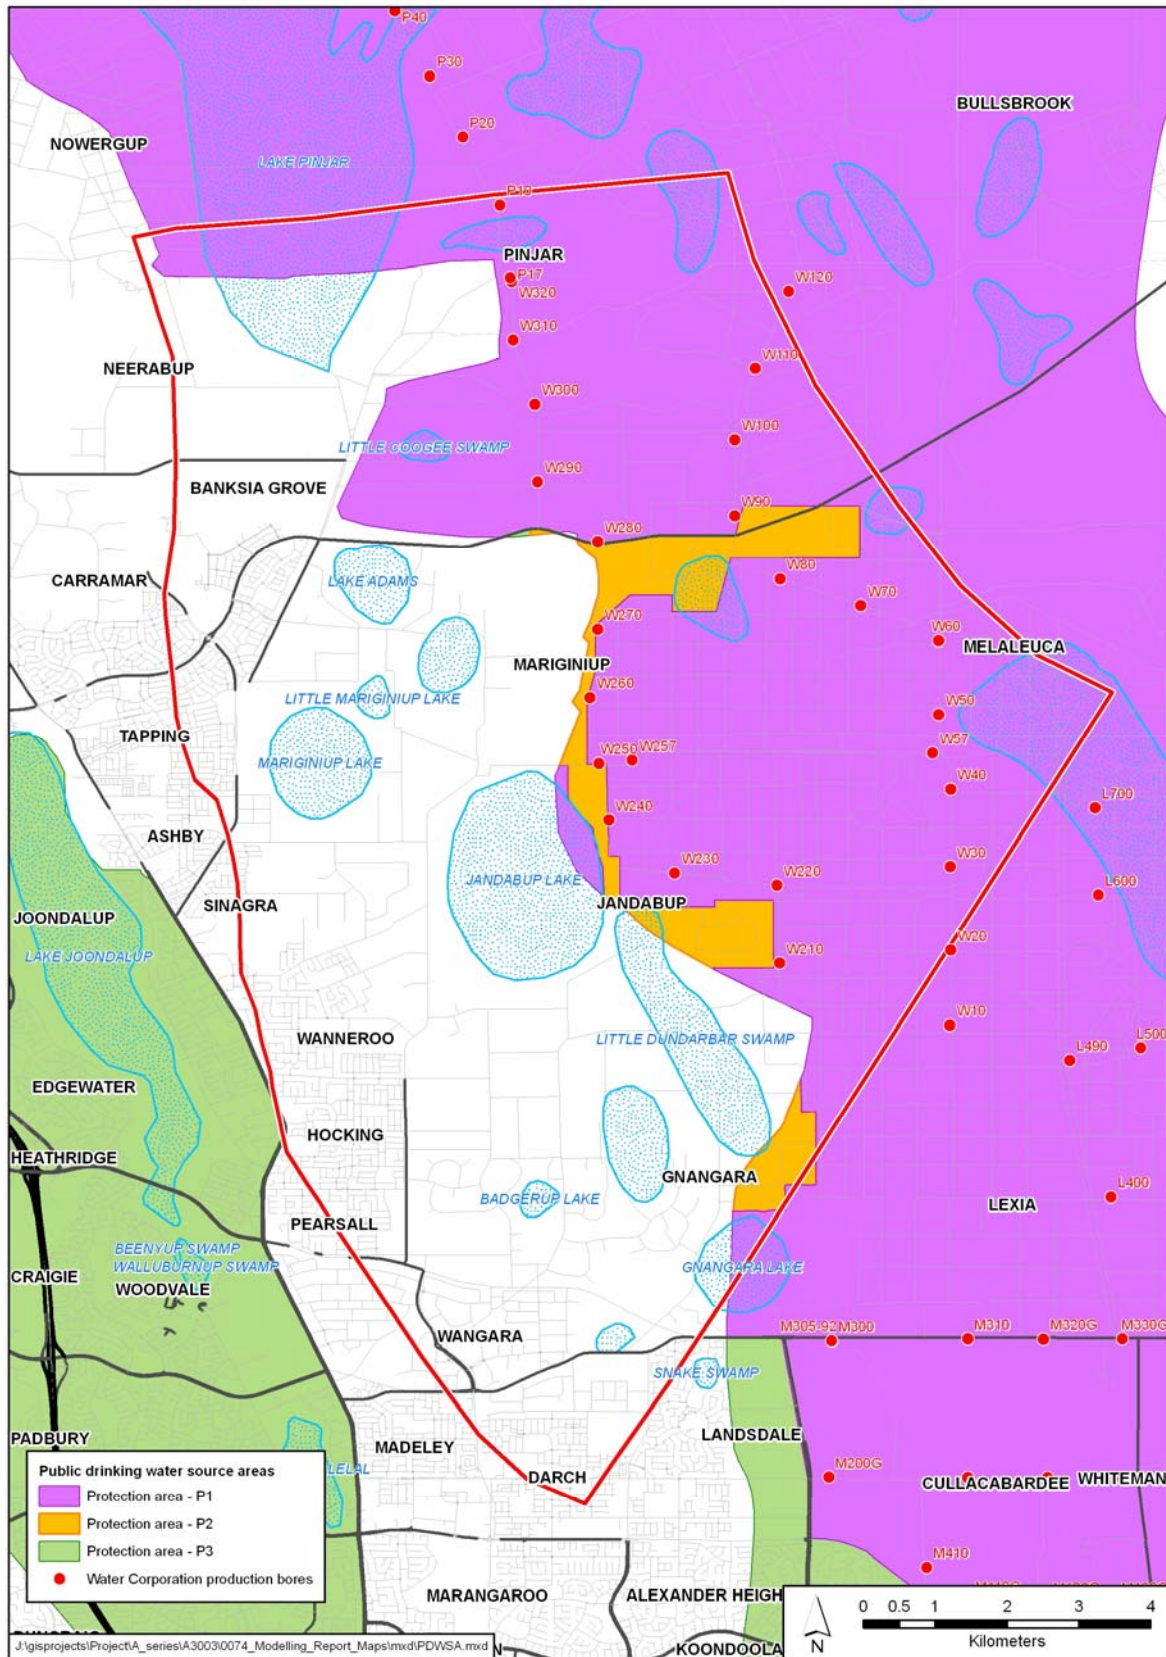 P40
P30
BULLSBROOK
P20
NOWERGUP
LAKE PINJAR
P10
PINJAR
P17
W320
W120
W310
NEERABUP
W110
W300
W100
LITTLE COOGEE SWAMP
W290
BANKSIA GROVE
W90
W280
CARRAMAR
LAKE ADAMS
W80
W70
W270
W60
MELALEUCA
MARIGINIUP
W260
LITTLE MARIGINIUP LAKE
W50
TAPPING
W57
MARIGINIUP LAKE
W250
W257
W40
L700
W240
ASHBY
W30
W230
W220
JANDABUP LAKE
L600
SINAGRA
JANDABUP
JOONDALUP
W20
LAKE JOONDALUP
W210
W10
WANNEROO
LITTLE DUNDARBAR SWAMP
L500
L490
EDGEWATER
HOCKING
HEATHRIDGE
GNANGARA
BADGERUP LAKE
L400
LEXIA
PEARSALL
BEENYUP SWAMP
WALLUBURNUP SWAMP
GNANGARA LAKE
CRAIGIE
WOODVALE
M305-92
M300
M310
M320G
M330G
WANGARA
SNAKE SWAMP
PADBURY
MADELEY
LANDSDALE
LELAL
DARCH
M200G
CULLACABARDEE
WHITEMAN
Public drinking water source areas
Protection area - P1
Protection area - P2
Protection area - P3
Water Corporation production bores
M410
MARANGAROO
ALEXANDER HEIGH
0 0.5 1 2 3 4
Kilometers
N
KOONDOOLA
J:\gisprojects\Project\A_series\A3003\0074_Modelling_Report_Maps\mxd\PDWSA.mxd